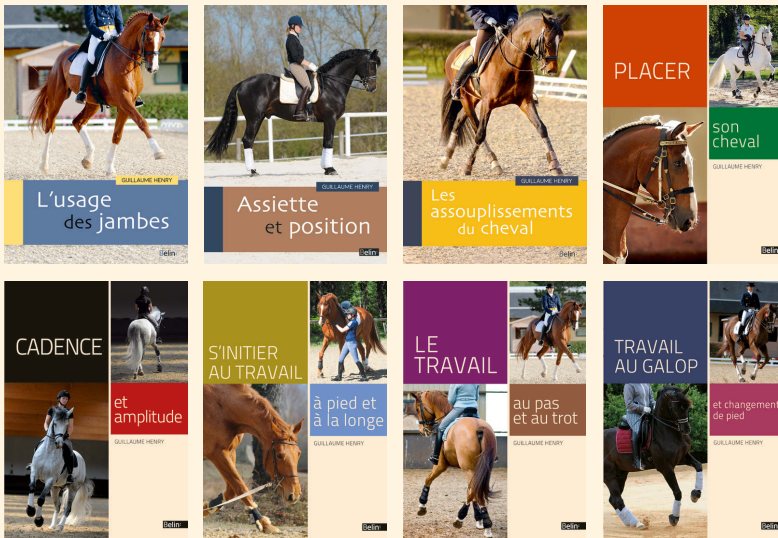 GUILLAUME HENRY
L'usage
des jambes
Belin:
GUILLAUME HENRY
Assiette
et position
Belin:
GUILLAUME HENRY
Les
assouplissements
du cheval
Belin:
PLACER
son
cheval
GUILLAUME HENRY
Belin:
CADENCE
et
amplitude
GUILLAUME HENRY
Belin:
S'INITIER
AU TRAVAIL
à pied et
à la longe
GUILLAUME HENRY
LE
TRAVAIL
au pas
et au trot
GUILLAUME HENRY
Belin:
TRAVAIL
AU GALOP
et changement
de pied
GUILLAUME HENRY
Belin: